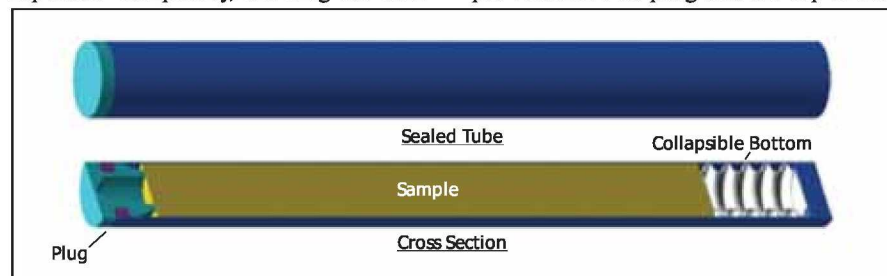 Sealed Tube
Collapsible Bottom
Sample
Plug
Cross Section